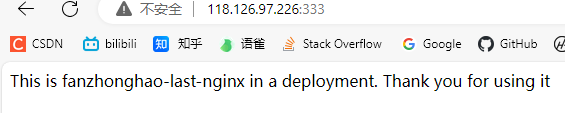 不安全 118.126.97.226:333
CSDN bilibili 知乎 语雀 Stack Overflow Google GitHub
This is fanzhonghao-last-nginx in a deployment. Thank you for using it